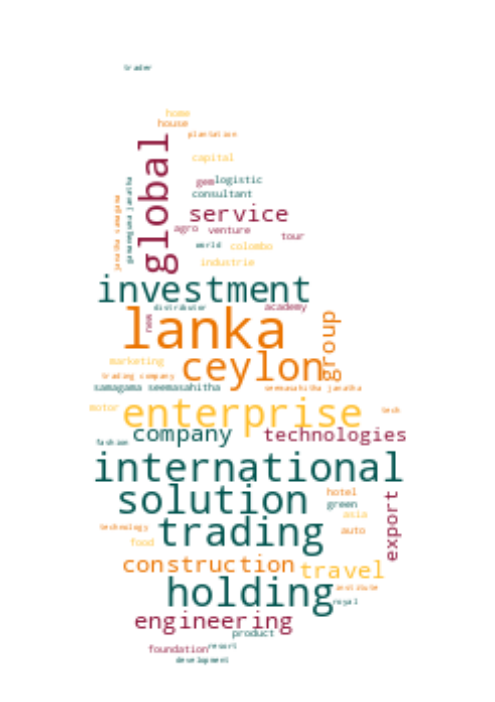 trader
home
house
plantation
global
capital
gem logistic
consultant
janatha samagama
gamanaguna janatha
service
agro venture
tour
world colombo
industrie
investment
distributor academy
lanka
new
group
ceylon
marketing
trading company
samagama seemasahitha seemasahitha janatha
motor enterprise tech
company technologies
fashion
international
solution
hotel
green
export
asia
technology trading auto
food
construction travel
holding institute
royal
engineering
product
foundation resort
development